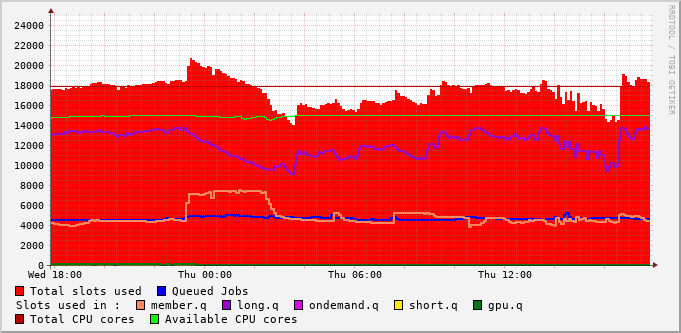 24000
22000
20000
18000
16000
14000
12000
10000
8000
6000
4000
2000
0
Wed 18:00 Thu 00:00 Thu 06:00 Thu 12:00
Total slots used Queued Jobs
Slots used in : member.q long.q ondemand.q short.q gpu.q
Total CPU cores Available CPU cores
RRDTOOL / TOBI OETIKER